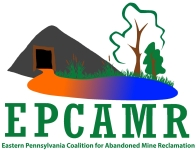 EPCAMR
Eastern Pennsylvania Coalition for Abandoned Mine Reclamation